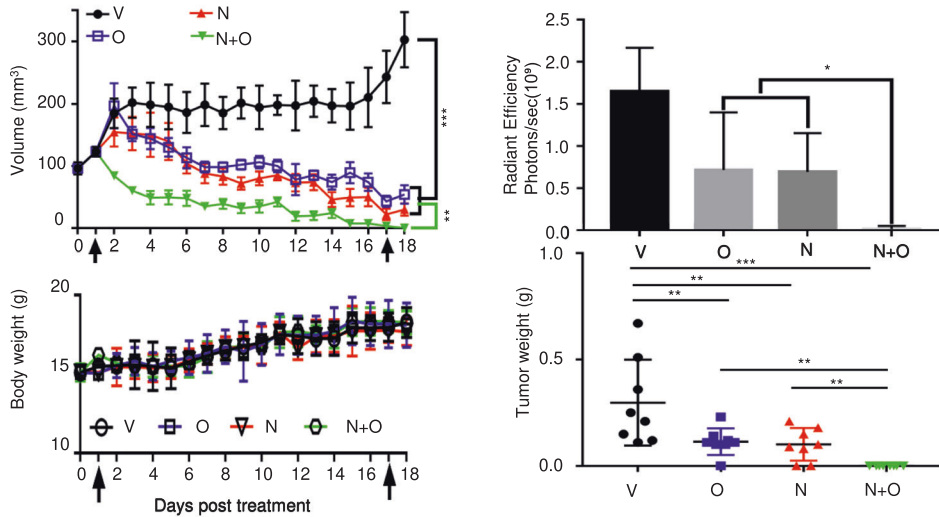 V
N
O
N+O
Volume (mm³)
300
200
100
0
0 2 4 6 8 10 12 14 16 18
***
**
Radiant Efficiency
Photons/sec(10⁹)
2.5
2.0
1.5
1.0
0.5
0.0
*
V O N N+O
Body weight (g)
20
15
10
V O N N+O
0 2 4 6 8 10 12 14 16 18
Days post treatment
Tumor weight (g)
1.0
0.5
0.0
***
**
**
**
**
V O N N+O